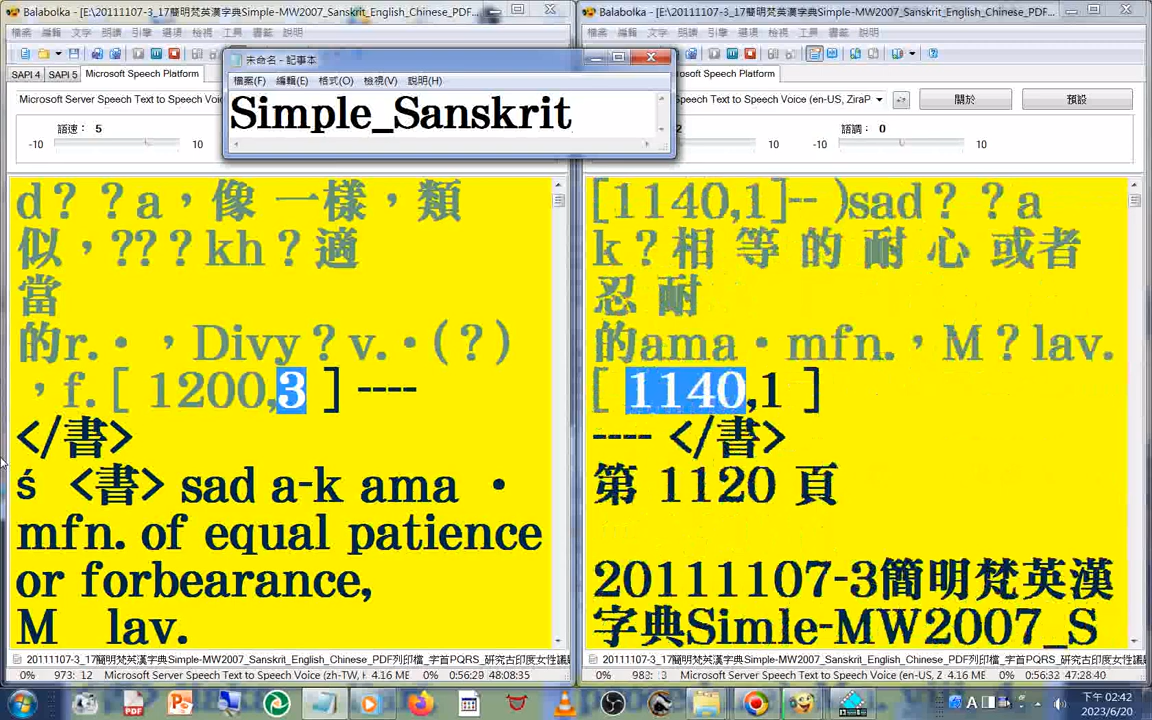 Balabolka - [E:\20111107-3_17簡明梵英漢字典Simple-MW2007_Sanskrit_English_Chinese_PDF...
檔案 編輯 文字 朗讀 引擎 選項 檢視 工具 書籤 說明
SAPI 4 SAPI 5 Microsoft Speech Platform
Microsoft Server Speech Text to Speech Voi
語速： 5
-10 10
未命名 - 記事本
檔案(F) 編輯(E) 格式(O) 檢視(V) 說明(H)
Simple_Sanskrit
d？ ？a，像 一樣，類
似，??？kh？適
當
的r.·，Divy？v.·(？)
，f. [ 1200,3 ] ----
</書>
ś <書> sad a-k ama ·
mfn. of equal patience
or forbearance,
M lav.
20111107-3_17簡明梵英漢字典Simple-MW2007_Sanskrit_English_Chinese_PDF列印檔_字首PQRS_研究古印度女性議
0% 973: 12 Microsoft Server Speech Text to Speech Voice (zh-TW, H 4.16 MB 0% 0:56:29 48:08:35
Balabolka - [E:\20111107-3_17簡明梵英漢字典Simple-MW2007_Sanskrit_English_Chinese_PDF...
檔案 編輯 文字 朗讀 引擎 選項 檢視 工具 書籤 說明
Speech Platform
Speech Text to Speech Voice (en-US, ZiraP 關於 預設
2 語調： 0
10 -10 10
[1140,1]-- )sad？ ？a
k？相 等 的 耐 心 或者
忍 耐
的ama·mfn.，M？lav.
[ 1140,1 ]
---- </書>
第 1120 頁
20111107-3簡明梵英漢
字典Simle-MW2007_S
20111107-3_17簡明梵英漢字典Simple-MW2007_Sanskrit_English_Chinese_PDF列印檔_字首PQRS_研究古印度女性議
0% 983: 3 Microsoft Server Speech Text to Speech Voice (en-US, Z 4.16 MB 0% 0:56:32 47:28:40
下午 02:42
2023/6/20